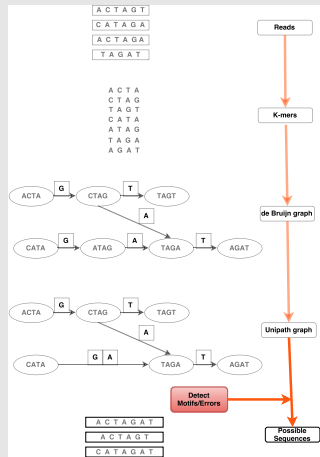 A C T A G T
C A T A G A
A C T A G A
T A G A T
Reads
A C T A
C T A G
T A G T
C A T A
A T A G
T A G A
A G A T
K-mers
ACTA G CTAG T TAGT
A
CATA G ATAG A TAGA T AGAT
de Bruijn graph
ACTA G CTAG T TAGT
A
CATA G A TAGA T AGAT
Unipath graph
Detect
Motifs/Errors
A C T A G A T
A C T A G T
C A T A G A T
Possible
Sequences